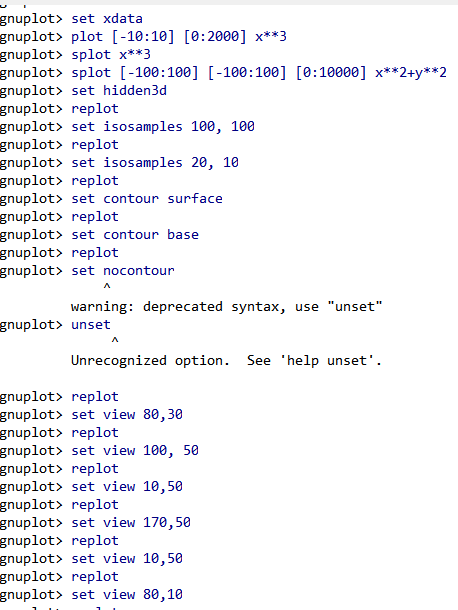 gnuplot> set xdata
gnuplot> plot [-10:10] [0:2000] x**3
gnuplot> splot x**3
gnuplot> splot [-100:100] [-100:100] [0:10000] x**2+y**2
gnuplot> set hidden3d
gnuplot> replot
gnuplot> set isosamples 100, 100
gnuplot> replot
gnuplot> set isosamples 20, 10
gnuplot> replot
gnuplot> set contour surface
gnuplot> replot
gnuplot> set contour base
gnuplot> replot
gnuplot> set nocontour
^
warning: deprecated syntax, use "unset"
gnuplot> unset
^
Unrecognized option.  See 'help unset'.
gnuplot> replot
gnuplot> set view 80,30
gnuplot> replot
gnuplot> set view 100, 50
gnuplot> replot
gnuplot> set view 10,50
gnuplot> replot
gnuplot> set view 170,50
gnuplot> replot
gnuplot> set view 10,50
gnuplot> replot
gnuplot> set view 80,10